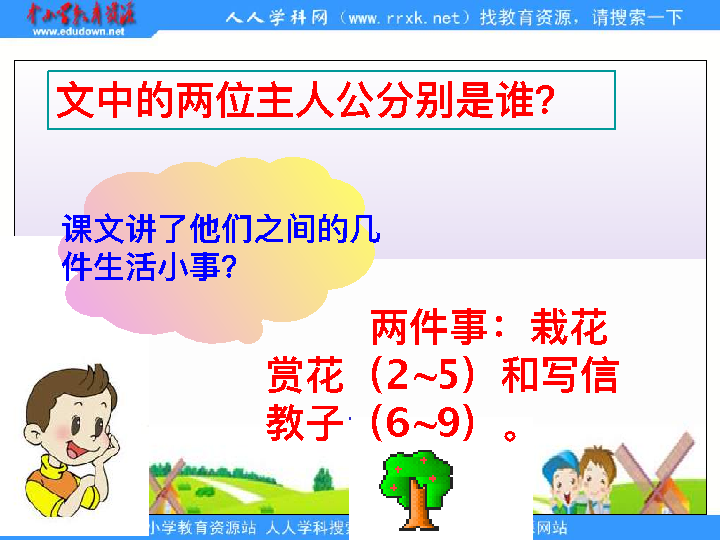 中小学教育资源
www.edudown.net
人人学科网（www.rrxk.net）找教育资源，请搜索一下
文中的两位主人公分别是谁?
课文讲了他们之间的几
件生活小事?
两件事：栽花
赏花（2~5）和写信
教子（6~9）。
小学教育资源站 人人学科搜索
网站